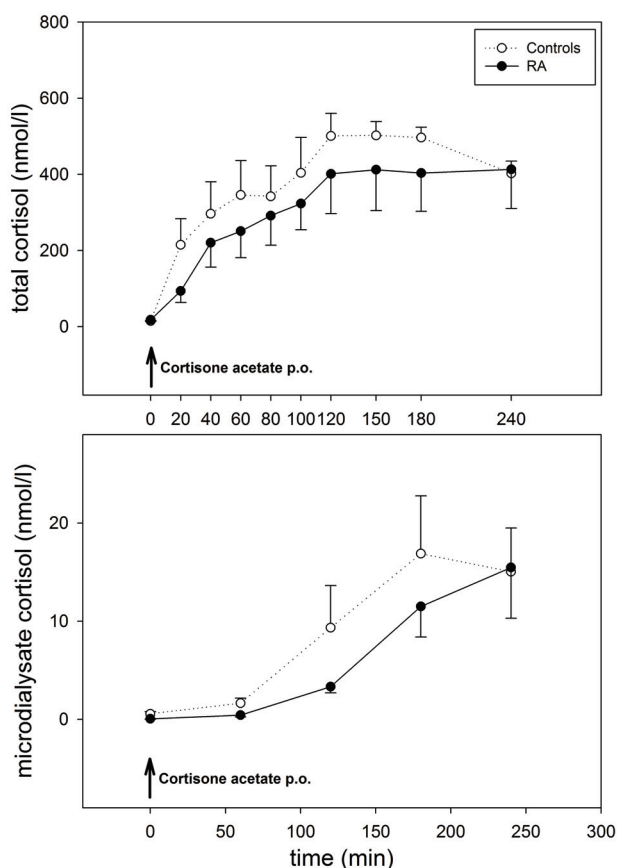 800
Controls
RA
600
400
200
0
total cortisol (nmol/l)
Cortisone acetate p.o.
0 20 40 60 80 100 120 150 180 240
20
10
0
microdialysate cortisol (nmol/l)
Cortisone acetate p.o.
0 50 100 150 200 250 300
time (min)